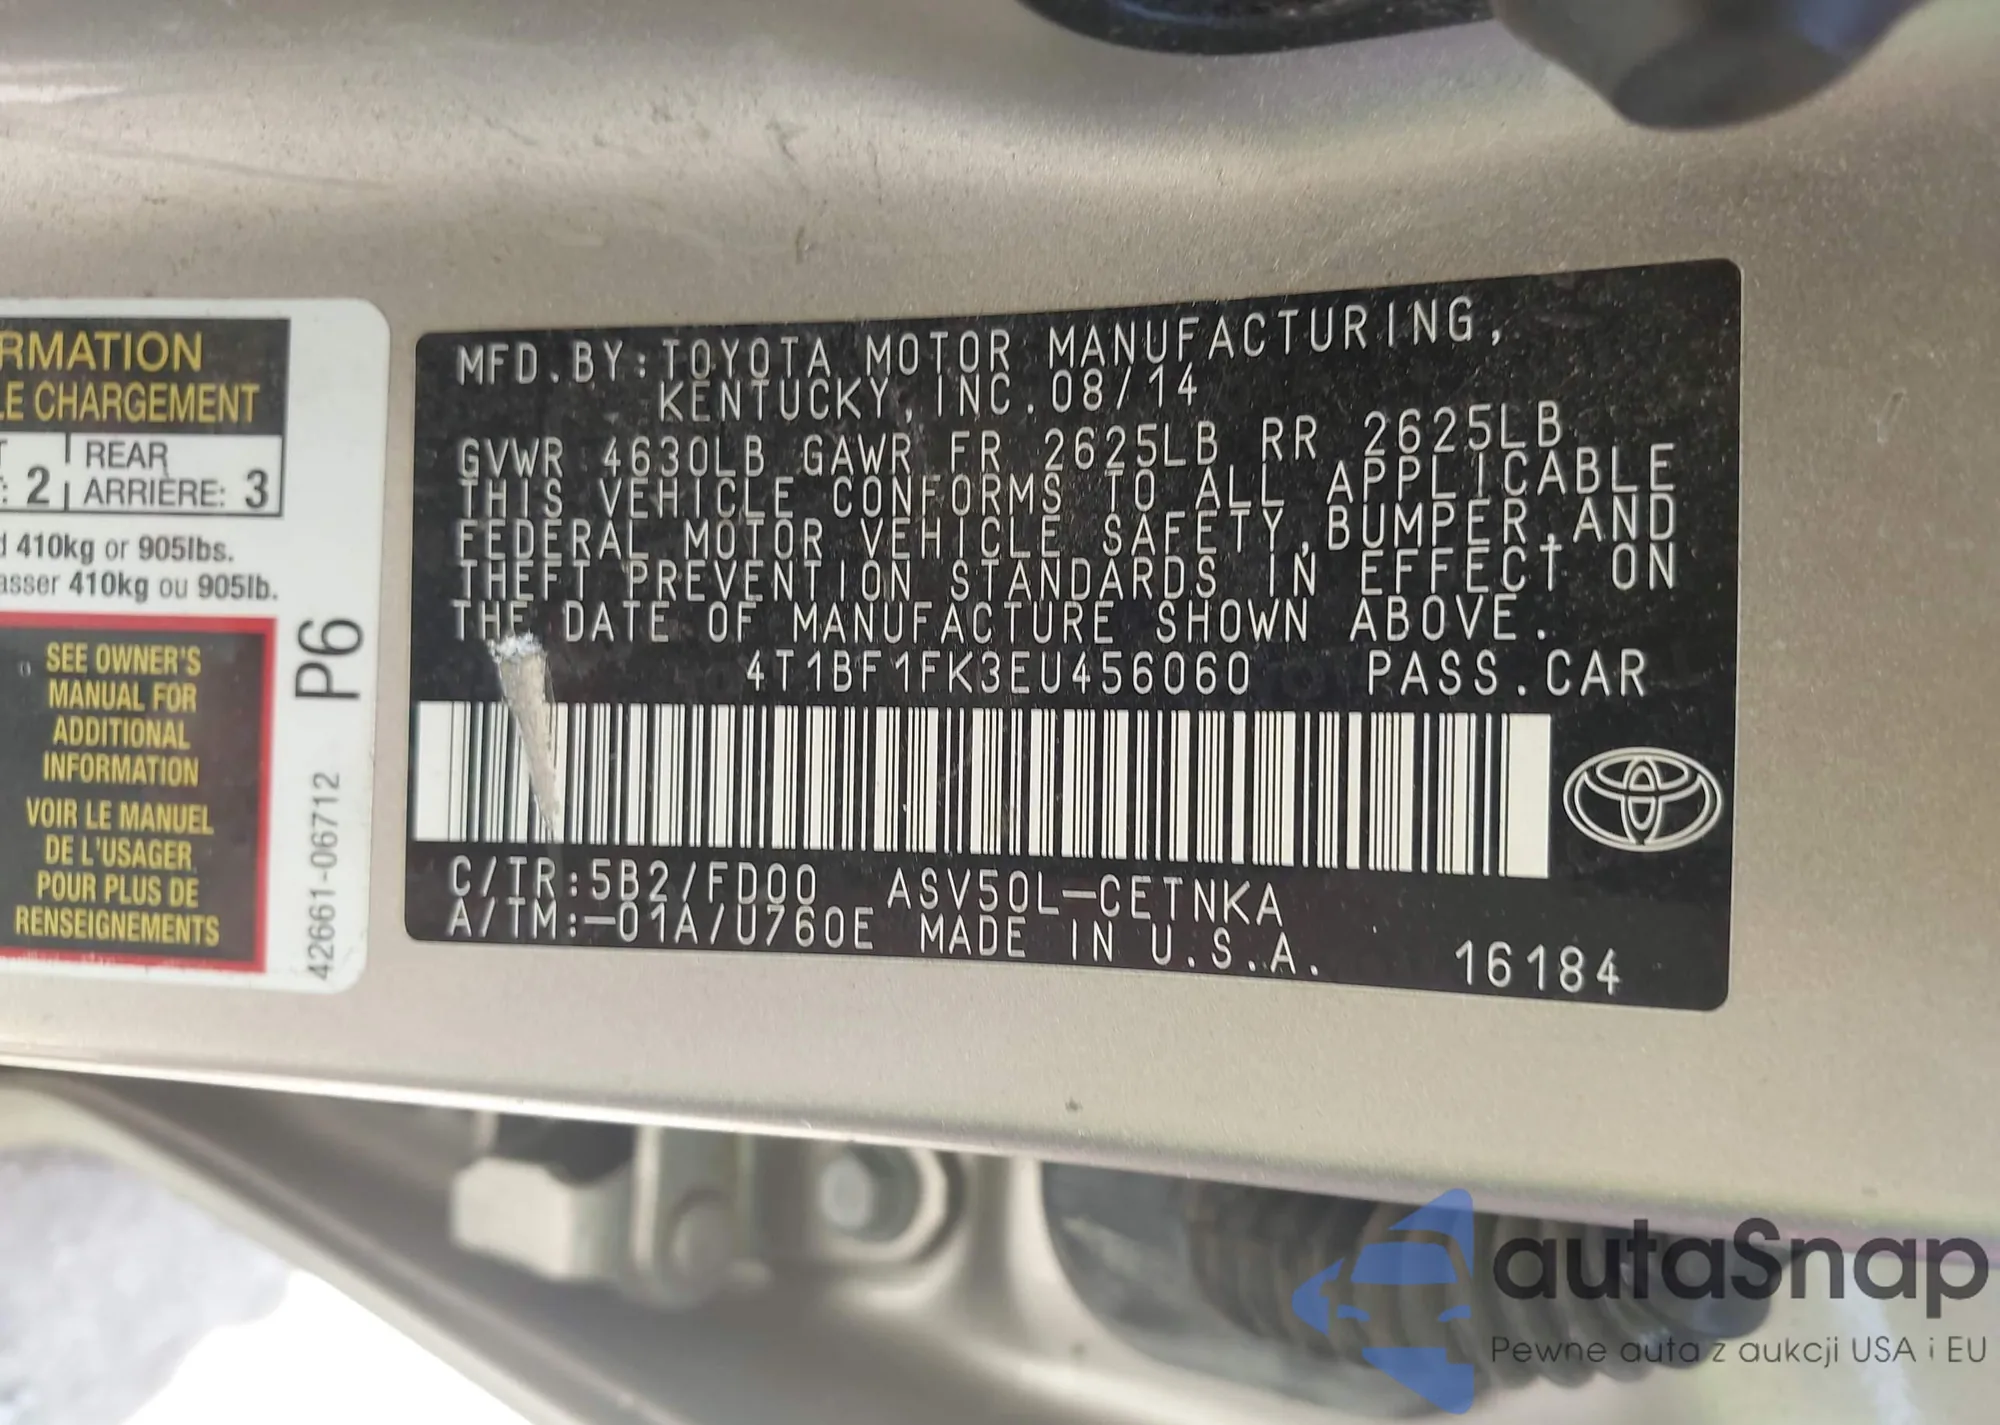 RMATION
LE CHARGEMENT
REAR
: 2 ARRIÈRE: 3
410kg or 905lbs.
asser 410kg ou 905lb.
SEE OWNER'S
MANUAL FOR
ADDITIONAL
INFORMATION
VOIR LE MANUEL
DE L'USAGER
POUR PLUS DE
RENSEIGNEMENTS
42661-06712 P6
MFD.BY:TOYOTA MOTOR MANUFACTURING,
KENTUCKY,INC.08/14
GVWR 4630LB GAWR FR 2625LB RR 2625LB
THIS VEHICLE CONFORMS TO ALL APPLICABLE
FEDERAL MOTOR VEHICLE SAFETY,BUMPER,AND
THEFT PREVENTION STANDARDS IN EFFECT ON
THE DATE OF MANUFACTURE SHOWN ABOVE.
4T1BF1FK3EU456060 PASS.CAR
C/TR:5B2/FD00 ASV50L-CETNKA
A/TM:-01A/U760E MADE IN U.S.A. 16184
autaSnap
Pewne auta z aukcji USA i EU